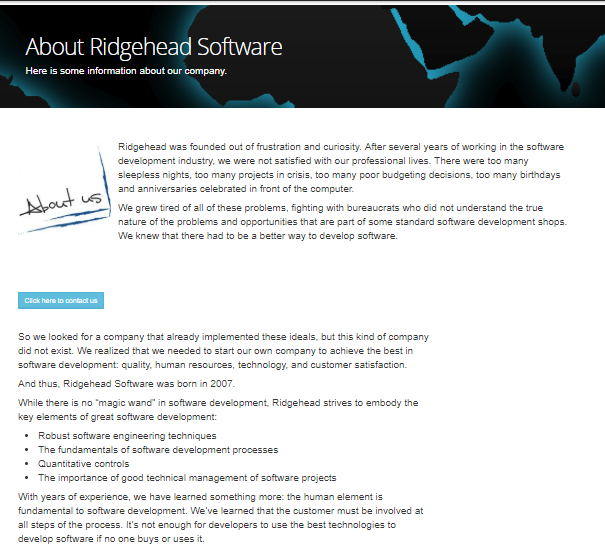 About Ridgehead Software
Here is some information about our company.
About us
Ridgehead was founded out of frustration and curiosity. After several years of working in the software
development industry, we were not satisfied with our professional lives. There were too many
sleepless nights, too many projects in crisis, too many poor budgeting decisions, too many birthdays
and anniversaries celebrated in front of the computer.
We grew tired of all of these problems, fighting with bureaucrats who did not understand the true
nature of the problems and opportunities that are part of some standard software development shops.
We knew that there had to be a better way to develop software.
Click here to contact us
So we looked for a company that already implemented these ideals, but this kind of company
did not exist. We realized that we needed to start our own company to achieve the best in
software development: quality, human resources, technology, and customer satisfaction.
And thus, Ridgehead Software was born in 2007.
While there is no "magic wand" in software development, Ridgehead strives to embody the
key elements of great software development:
• Robust software engineering techniques
• The fundamentals of software development processes
• Quantitative controls
• The importance of good technical management of software projects
With years of experience, we have learned something more: the human element is
fundamental to software development. We've learned that the customer must be involved at
all steps of the process. It's not enough for developers to use the best technologies to
develop software if no one buys or uses it.